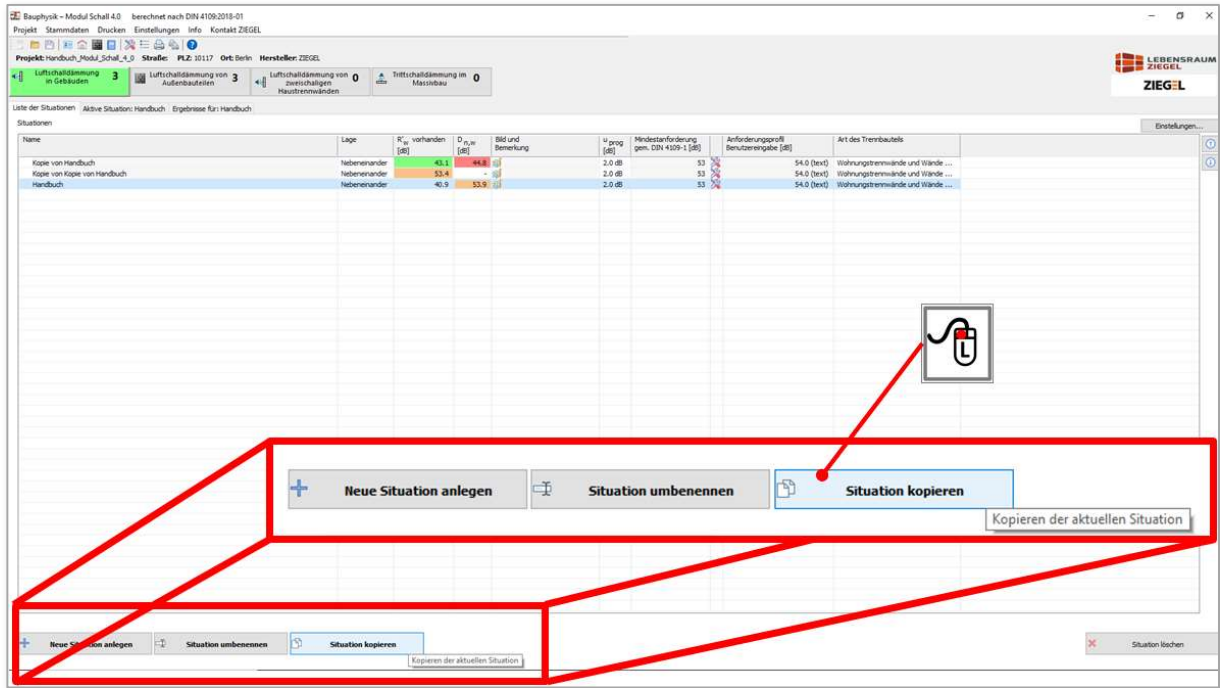 Bauphysik – Modul Schall 4.0 berechnet nach DIN 4109:2018-01
Projekt Stammdaten Drucken Einstellungen Info Kontakt ZIEGEL
Projekt: Handbuch_Modul_Schall_4_0 Straße: PLZ: 10117 Ort: Berlin Hersteller: ZIEGEL
LEBENSRAUM
ZIEGEL
ZIEGEL
Luftschalldämmung in Gebäuden 3
Luftschalldämmung von Außenbauteilen 3
Luftschalldämmung von zweischaligen Haustrennwänden 0
Trittschalldämmung im Massivbau 0
Liste der Situationen Aktive Situation: Handbuch Ergebnisse für: Handbuch
Situationen
Einstellungen...
Name Lage R'w vorhanden [dB] Dn,w [dB] Bild und Bemerkung uprog [dB] Mindestanforderung gem. DIN 4109-1 [dB] Anforderungsprofil Benutzereingabe [dB] Art des Trennbauteils
Kopie von Handbuch Nebeneinander 43.1 44.8 2.0 dB 53 54.0 (text) Wohnungstrennwände und Wände ...
Kopie von Kopie von Handbuch Nebeneinander 53.4 - 2.0 dB 53 54.0 (text) Wohnungstrennwände und Wände ...
Handbuch Nebeneinander 40.9 53.9 2.0 dB 53 54.0 (text) Wohnungstrennwände und Wände ...
L
Neue Situation anlegen Situation umbenennen Situation kopieren
Kopieren der aktuellen Situation
Neue Situation anlegen Situation umbenennen Situation kopieren Situation löschen
Kopieren der aktuellen Situation